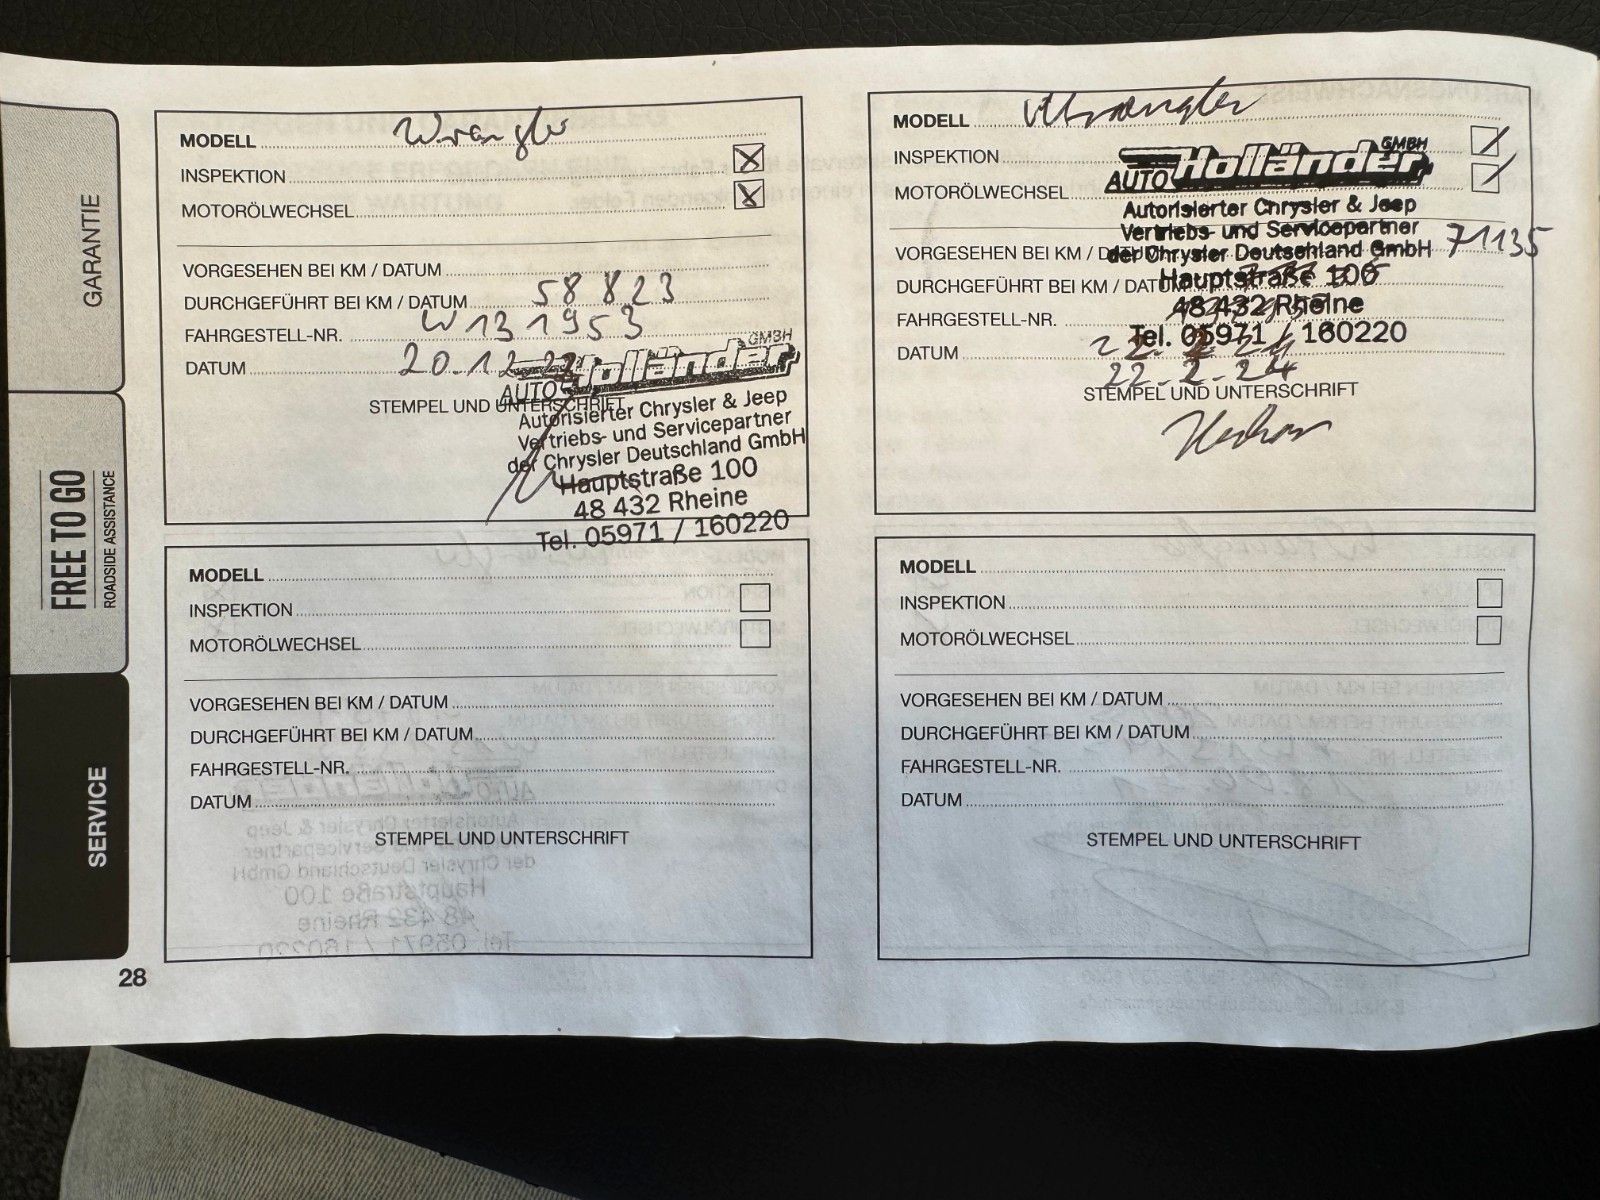 GARANTIE
FREE TO GO
ROADSIDE ASSISTANCE
SERVICE
MODELL Wrangler
INSPEKTION
MOTORÖLWECHSEL
VORGESEHEN BEI KM / DATUM
DURCHGEFÜHRT BEI KM / DATUM 58823
FAHRGESTELL-NR. W131953
DATUM 20.12.22
STEMPEL UND UNTERSCHRIFT
AUTO Holländer GMBH
Autorisierter Chrysler & Jeep
Vertriebs- und Servicepartner
der Chrysler Deutschland GmbH
Hauptstraße 100
48 432 Rheine
Tel. 05971 / 160220
MODELL Wrangler
INSPEKTION
MOTORÖLWECHSEL
AUTO Holländer GMBH
Autorisierter Chrysler & Jeep
Vertriebs- und Servicepartner
der Chrysler Deutschland GmbH
Hauptstraße 100
48 432 Rheine
Tel. 05971 / 160220
VORGESEHEN BEI KM / DATUM 71135
DURCHGEFÜHRT BEI KM / DATUM
FAHRGESTELL-NR.
DATUM
22.2.24
STEMPEL UND UNTERSCHRIFT
MODELL
INSPEKTION
MOTORÖLWECHSEL
VORGESEHEN BEI KM / DATUM
DURCHGEFÜHRT BEI KM / DATUM
FAHRGESTELL-NR.
DATUM
STEMPEL UND UNTERSCHRIFT
MODELL
INSPEKTION
MOTORÖLWECHSEL
VORGESEHEN BEI KM / DATUM
DURCHGEFÜHRT BEI KM / DATUM
FAHRGESTELL-NR.
DATUM
STEMPEL UND UNTERSCHRIFT
28